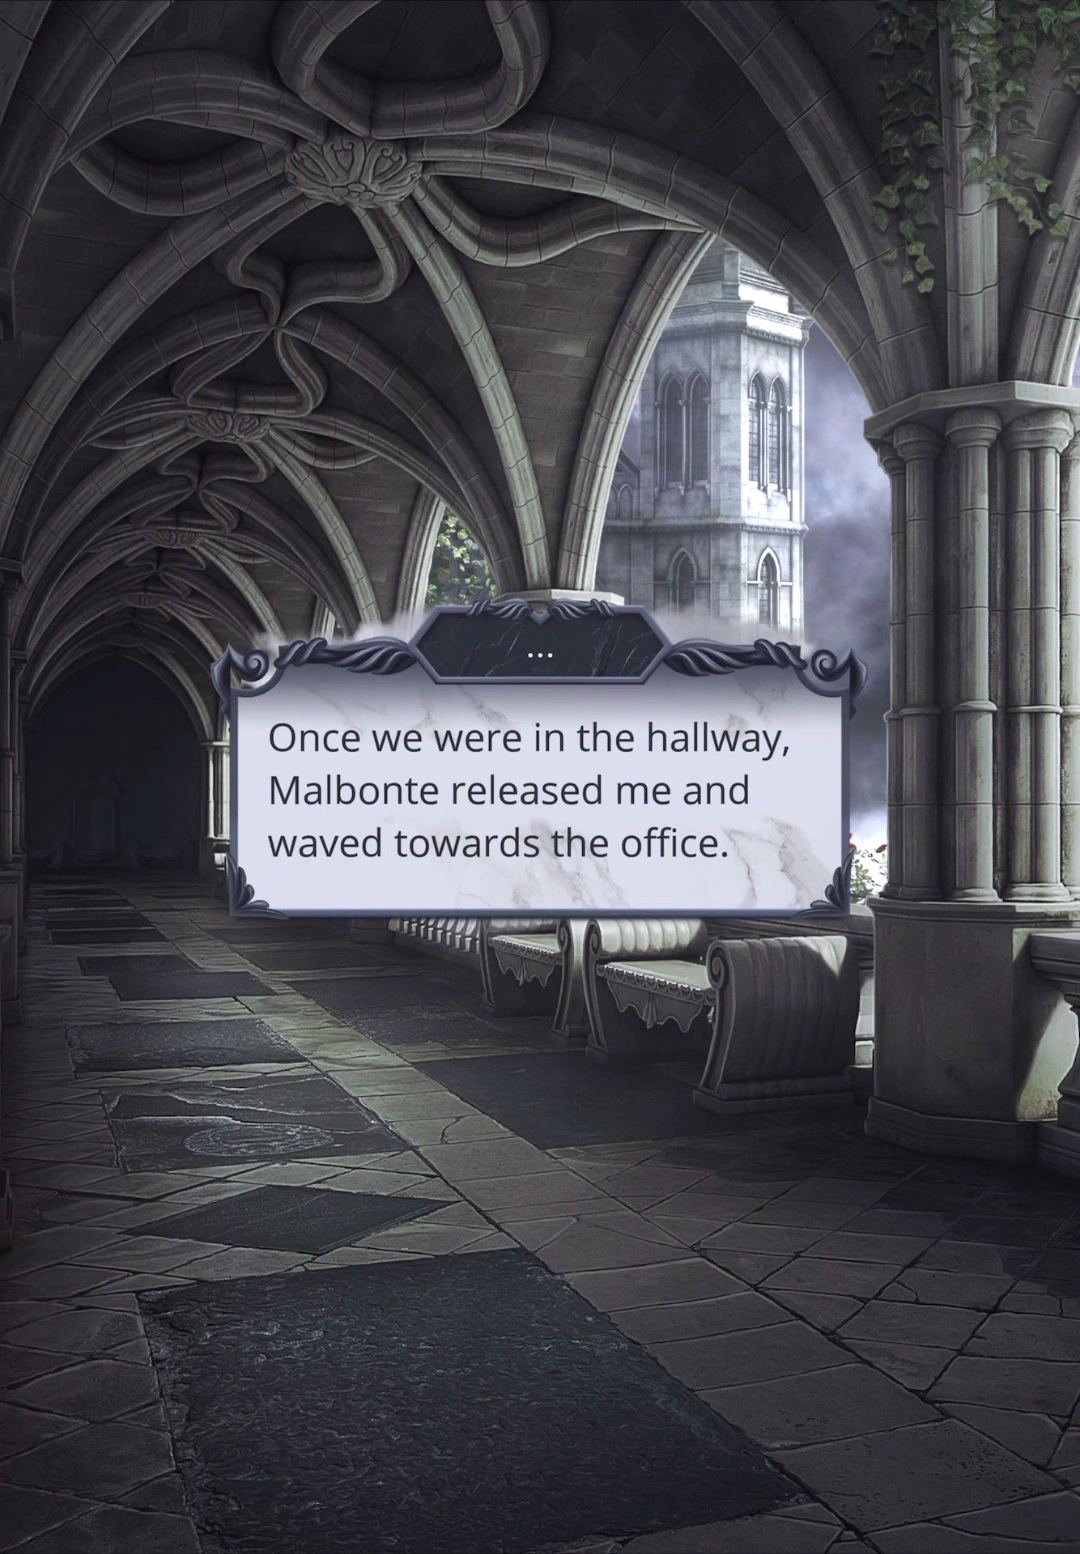 ...
Once we were in the hallway,
Malbonte released me and
waved towards the office.